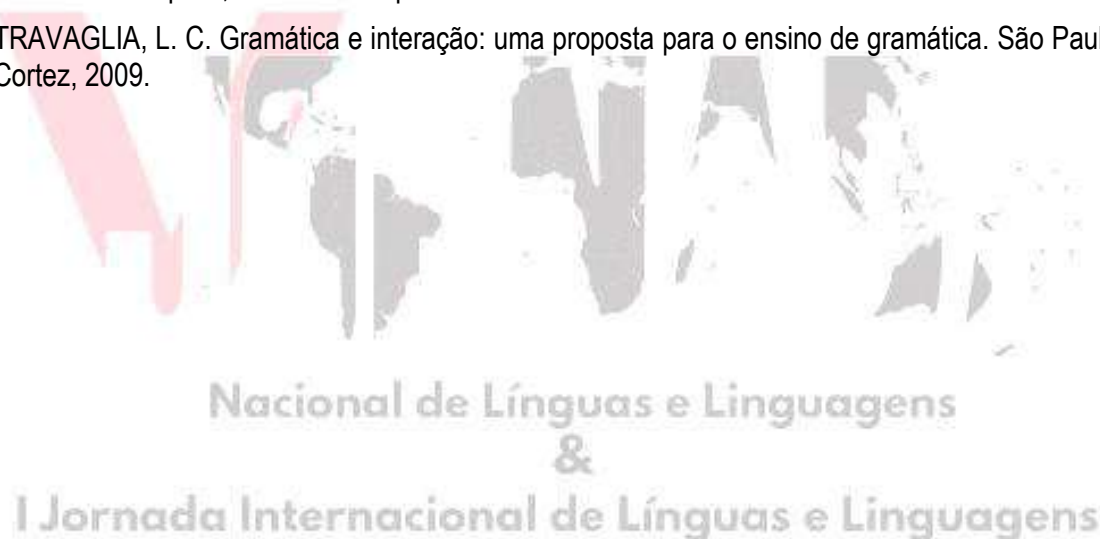 TRAVAGLIA, L. C. Gramática e interação: uma proposta para o ensino de gramática. São Paul
Cortez, 2009.
Nacional de Línguas e Linguagens
&
I Jornada Internacional de Línguas e Linguagens